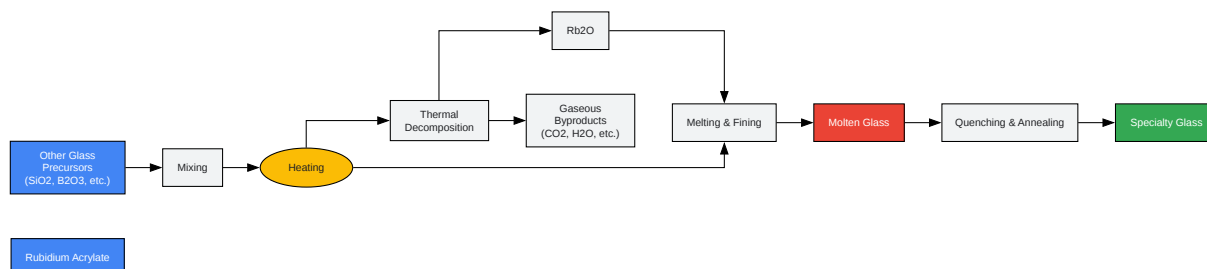 Rb2O
Thermal
Decomposition
Gaseous
Byproducts
(CO2, H2O, etc.)
Melting & Fining
Molten Glass
Quenching & Annealing
Specialty Glass
Other Glass
Precursors
(SiO2, B2O3, etc.)
Mixing
Heating
Rubidium Acrylate